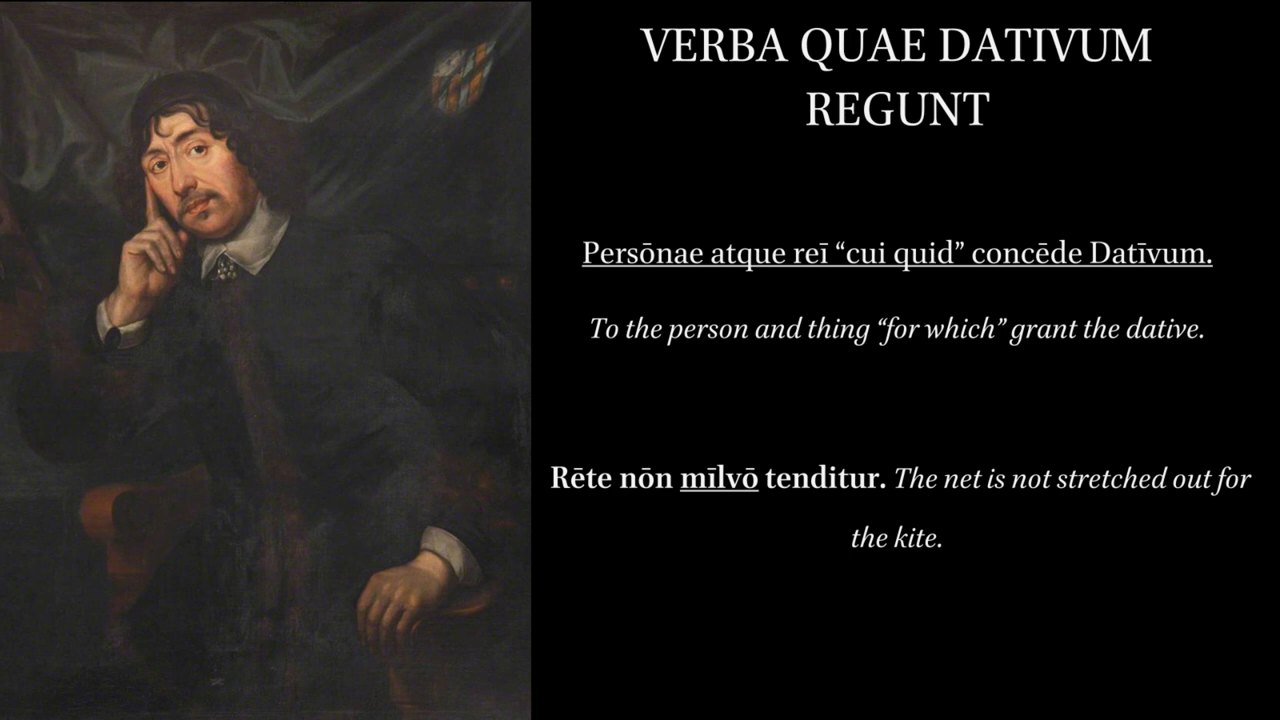 VERBA QUAE DATIVUM
REGUNT
Persōnae atque reī “cui quid” concēde Datīvum.
To the person and thing “for which” grant the dative.
Rēte nōn mīlvō tenditur. The net is not stretched out for
the kite.